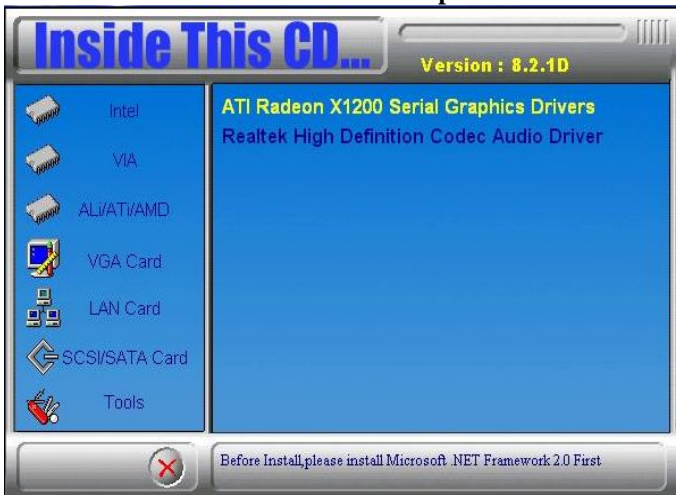 Inside This CD...
Version : 8.2.1D
Intel
VIA
ALi/ATi/AMD
VGA Card
LAN Card
SCSI/SATA Card
Tools
ATI Radeon X1200 Serial Graphics Drivers
Realtek High Definition Codec Audio Driver
Before Install,please install Microsoft .NET Framework 2.0 First